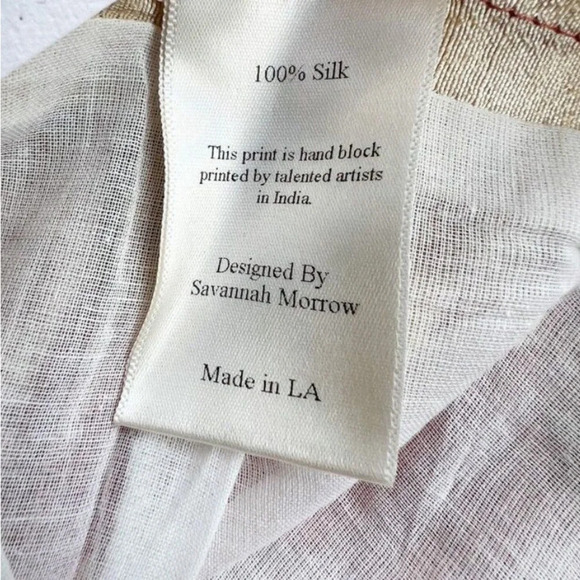 100% Silk
This print is hand block
printed by talented artists
in India.
Designed By
Savannah Morrow
Made in LA